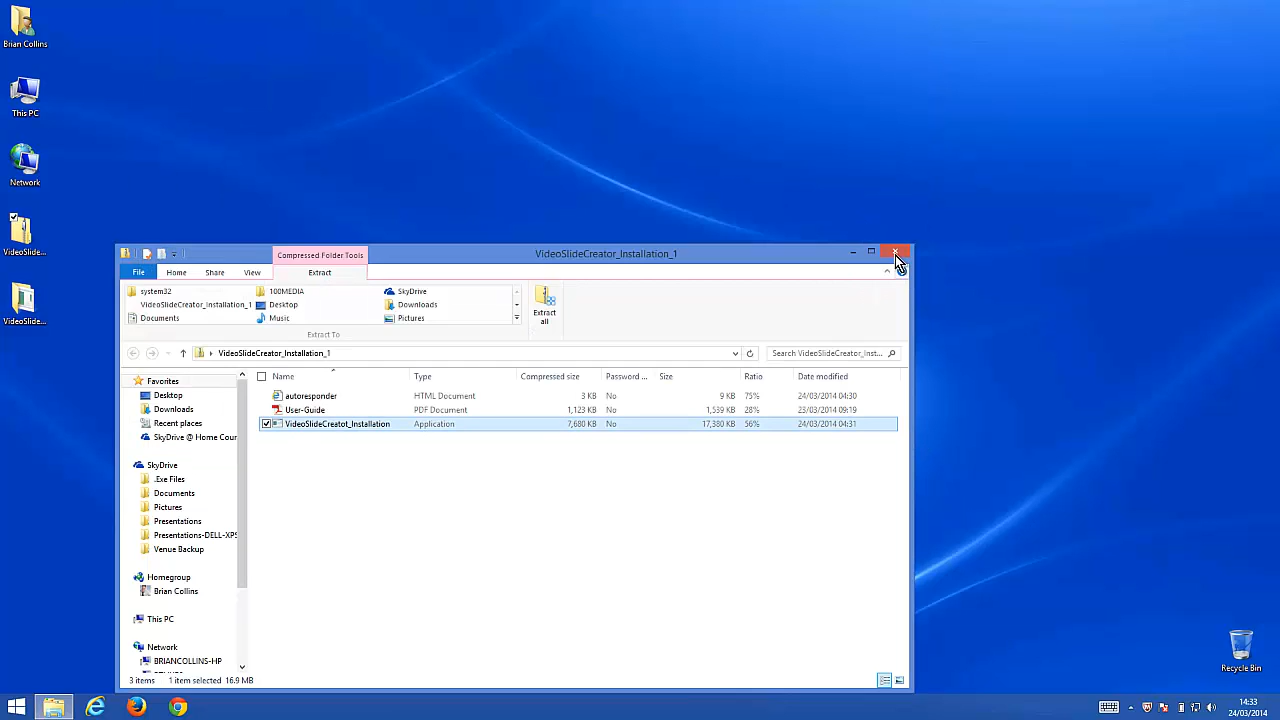 Brian Collins
This PC
Network
VideoSlide...
VideoSlide...
Compressed Folder Tools
VideoSlideCreator_Installation_1
File Home Share View Extract
system32 100MEDIA SkyDrive
VideoSlideCreator_Installation_1 Desktop Downloads
Documents Music Pictures
Extract To
Extract all
VideoSlideCreator_Installation_1
Search VideoSlideCreator_Inst...
Name Type Compressed size Password ... Size Ratio Date modified
autoresponder HTML Document 3 KB No 9 KB 75% 24/03/2014 04:30
User-Guide PDF Document 1,123 KB No 1,539 KB 28% 23/03/2014 09:19
VideoSlideCreatot_Installation Application 7,680 KB No 17,380 KB 56% 24/03/2014 04:31
Favorites
Desktop
Downloads
Recent places
SkyDrive @ Home Cour
SkyDrive
.Exe Files
Documents
Pictures
Presentations
Presentations-DELL-XPS
Venue Backup
Homegroup
Brian Collins
This PC
Network
BRIANCOLLINS-HP
3 items 1 item selected 16.9 MB
Recycle Bin
14:33
24/03/2014